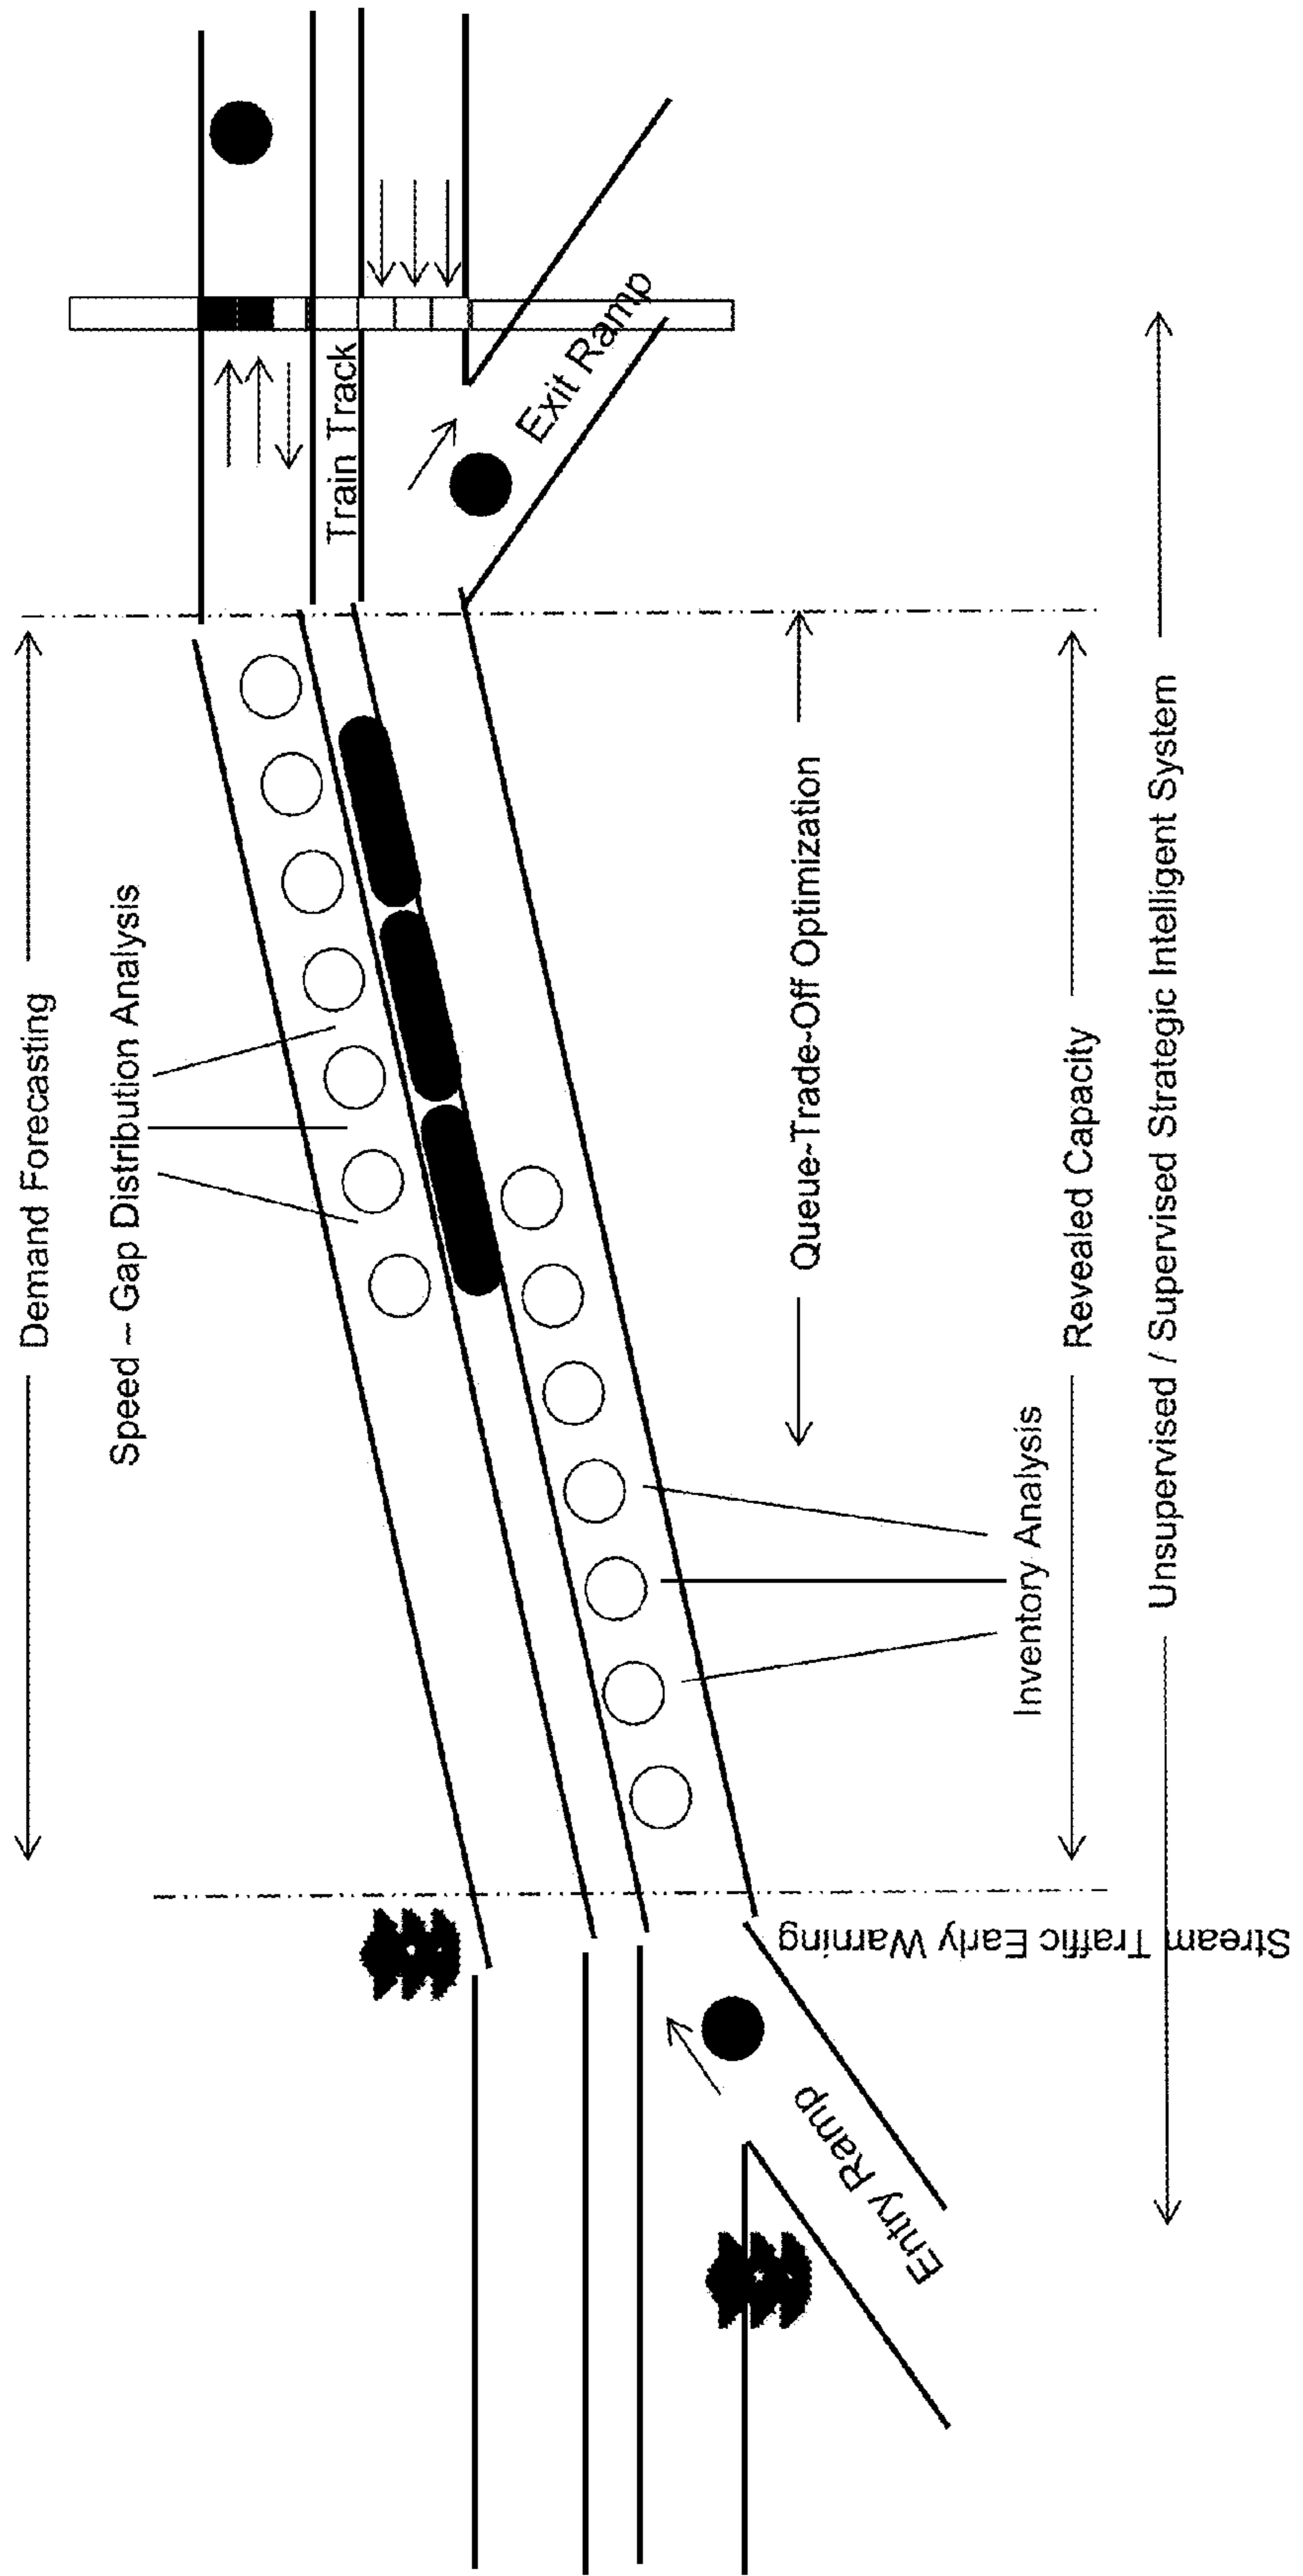 Demand Forecasting
Speed – Gap Distribution Analysis
Train Track
Exit Ramp
Queue-Trade-Off Optimization
Inventory Analysis
Revealed Capacity
Unsupervised / Supervised Strategic Intelligent System
Stream Traffic Early Warning
Entry Ramp